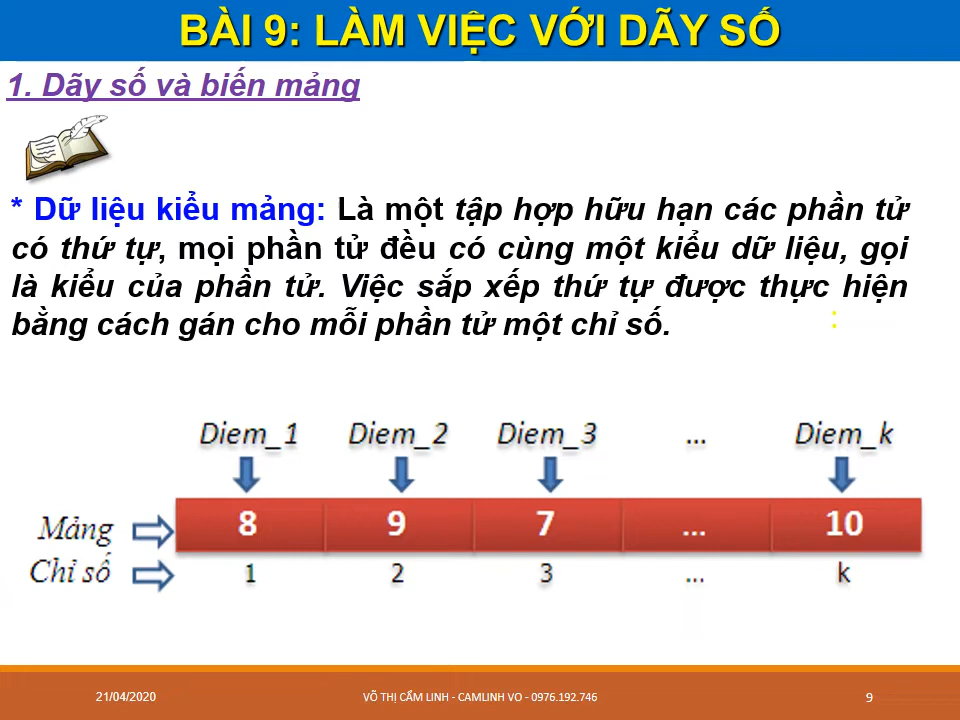 BÀI 9: LÀM VIỆC VỚI DÃY SỐ
1. Dãy số và biến mảng
* Dữ liệu kiểu mảng: Là một tập hợp hữu hạn các phần tử
có thứ tự, mọi phần tử đều có cùng một kiểu dữ liệu, gọi
là kiểu của phần tử. Việc sắp xếp thứ tự được thực hiện
bằng cách gán cho mỗi phần tử một chỉ số.
:
Diem_1 Diem_2 Diem_3 ... Diem_k
Mảng 8 9 7 ... 10
Chỉ số 1 2 3 ... k
21/04/2020 VÕ THỊ CẨM LINH - CAMLINH VO - 0976.192.746 9